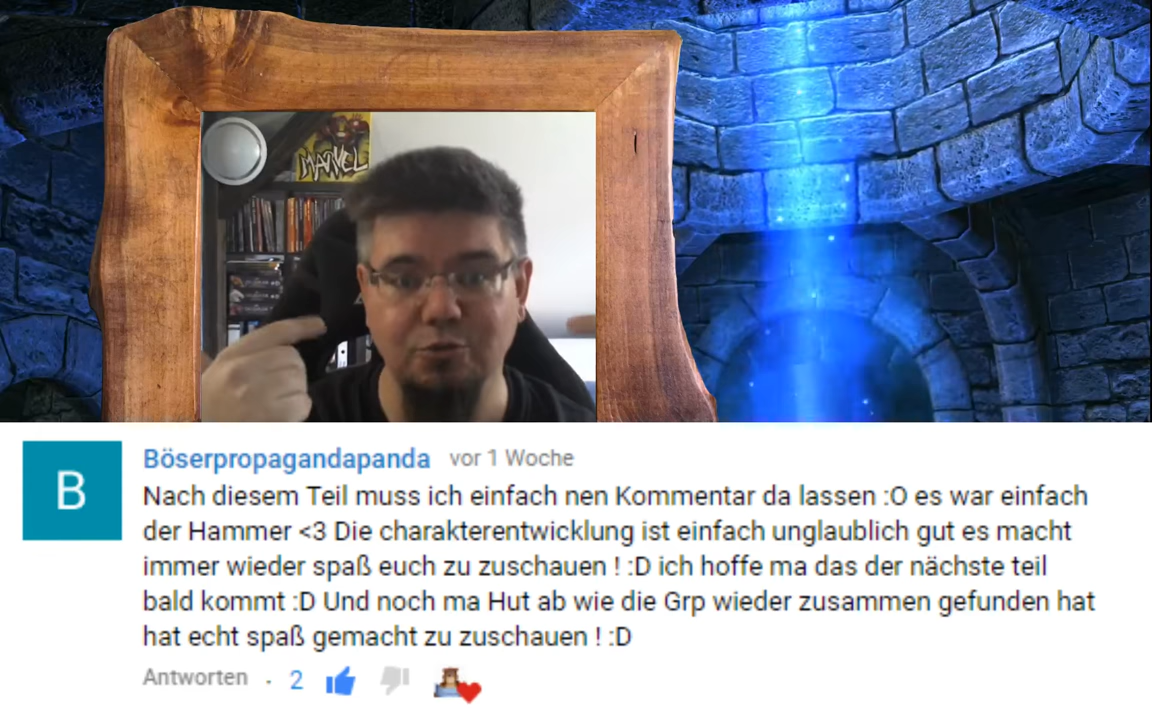 MARVEL
B
Böserpropagandapanda vor 1 Woche
Nach diesem Teil muss ich einfach nen Kommentar da lassen :O es war einfach
der Hammer <3 Die charakterentwicklung ist einfach unglaublich gut es macht
immer wieder spaß euch zu zuschauen ! :D ich hoffe ma das der nächste teil
bald kommt :D Und noch ma Hut ab wie die Grp wieder zusammen gefunden hat
hat echt spaß gemacht zu zuschauen ! :D
Antworten · 2